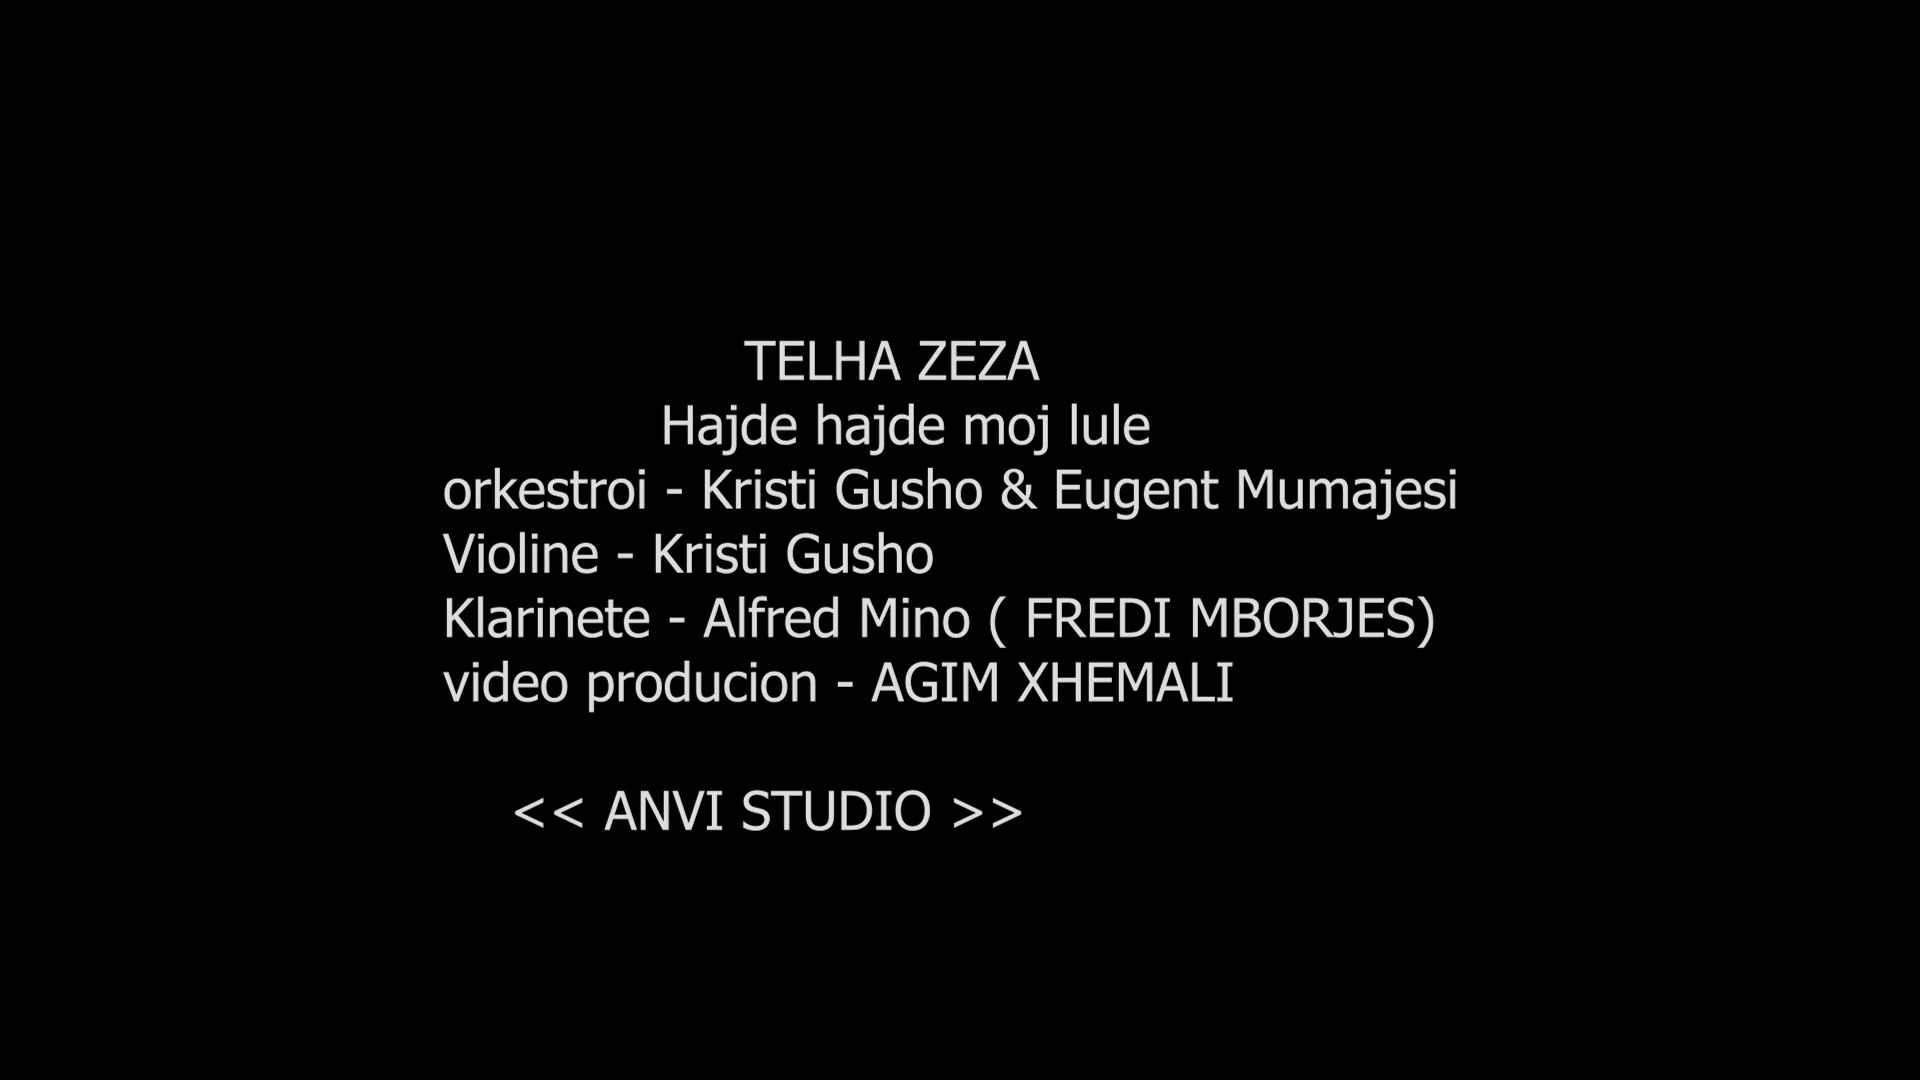 TELHA ZEZA
Hajde hajde moj lule
orkestroi - Kristi Gusho & Eugent Mumajesi
Violine - Kristi Gusho
Klarinete - Alfred Mino ( FREDI MBORJES)
video producion - AGIM XHEMALI
<< ANVI STUDIO >>